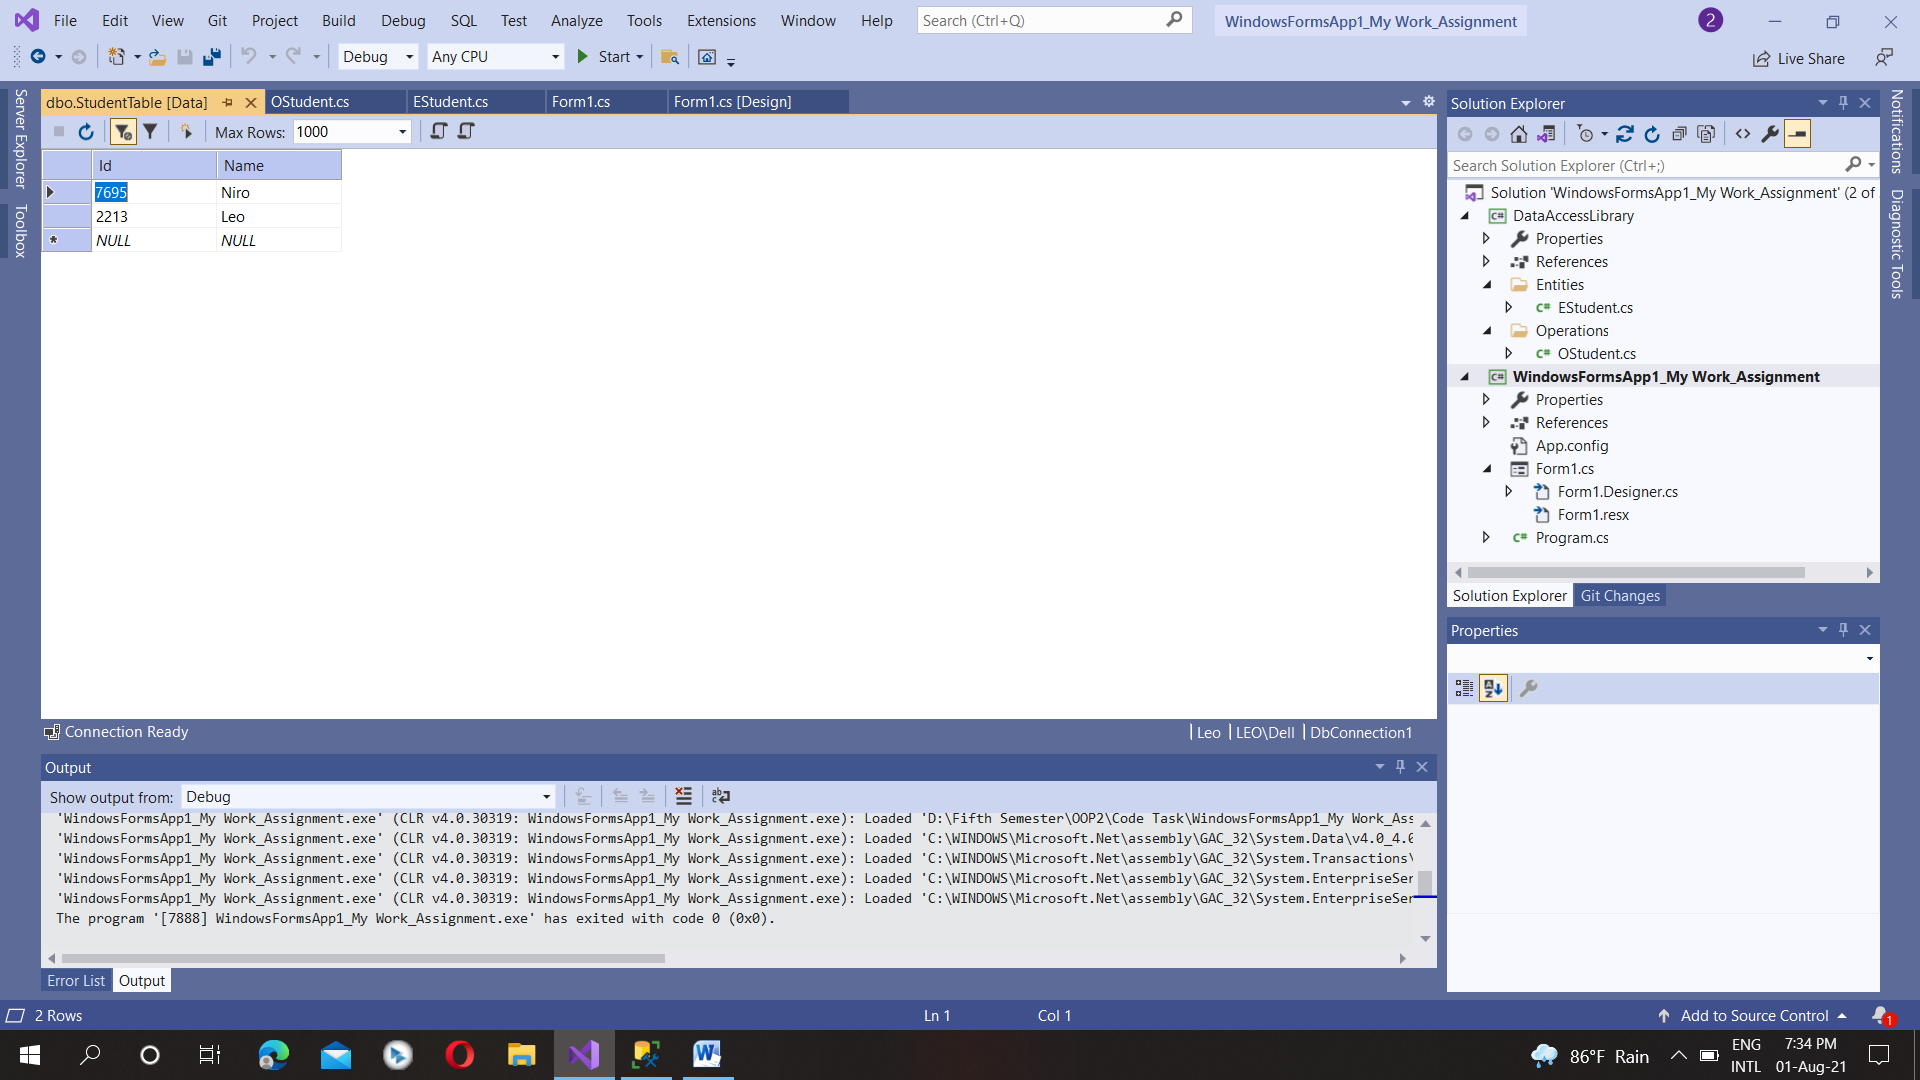 File Edit View Git Project Build Debug SQL Test Analyze Tools Extensions Window Help Search (Ctrl+Q) WindowsFormsApp1_My Work_Assignment 2
Debug Any CPU Start Live Share
Server Explorer
Toolbox
dbo.StudentTable [Data] OStudent.cs EStudent.cs Form1.cs Form1.cs [Design]
Max Rows: 1000
Id Name
7695 Niro
2213 Leo
NULL NULL
Connection Ready Leo LEO\Dell DbConnection1
Output
Show output from: Debug
'WindowsFormsApp1_My Work_Assignment.exe' (CLR v4.0.30319: WindowsFormsApp1_My Work_Assignment.exe): Loaded 'D:\Fifth Semester\OOP2\Code Task\WindowsFormsApp1_My Work_Ass
'WindowsFormsApp1_My Work_Assignment.exe' (CLR v4.0.30319: WindowsFormsApp1_My Work_Assignment.exe): Loaded 'C:\WINDOWS\Microsoft.Net\assembly\GAC_32\System.Data\v4.0_4.0
'WindowsFormsApp1_My Work_Assignment.exe' (CLR v4.0.30319: WindowsFormsApp1_My Work_Assignment.exe): Loaded 'C:\WINDOWS\Microsoft.Net\assembly\GAC_32\System.Transactions\
'WindowsFormsApp1_My Work_Assignment.exe' (CLR v4.0.30319: WindowsFormsApp1_My Work_Assignment.exe): Loaded 'C:\WINDOWS\Microsoft.Net\assembly\GAC_32\System.EnterpriseSer
'WindowsFormsApp1_My Work_Assignment.exe' (CLR v4.0.30319: WindowsFormsApp1_My Work_Assignment.exe): Loaded 'C:\WINDOWS\Microsoft.Net\assembly\GAC_32\System.EnterpriseSer
The program '[7888] WindowsFormsApp1_My Work_Assignment.exe' has exited with code 0 (0x0).
Error List Output
Solution Explorer
Search Solution Explorer (Ctrl+;)
Solution 'WindowsFormsApp1_My Work_Assignment' (2 of
DataAccessLibrary
Properties
References
Entities
EStudent.cs
Operations
OStudent.cs
WindowsFormsApp1_My Work_Assignment
Properties
References
App.config
Form1.cs
Form1.Designer.cs
Form1.resx
Program.cs
Solution Explorer Git Changes
Properties
Notifications
Diagnostic Tools
2 Rows Ln 1 Col 1 Add to Source Control 1
86°F Rain ENG 7:34 PM
INTL 01-Aug-21